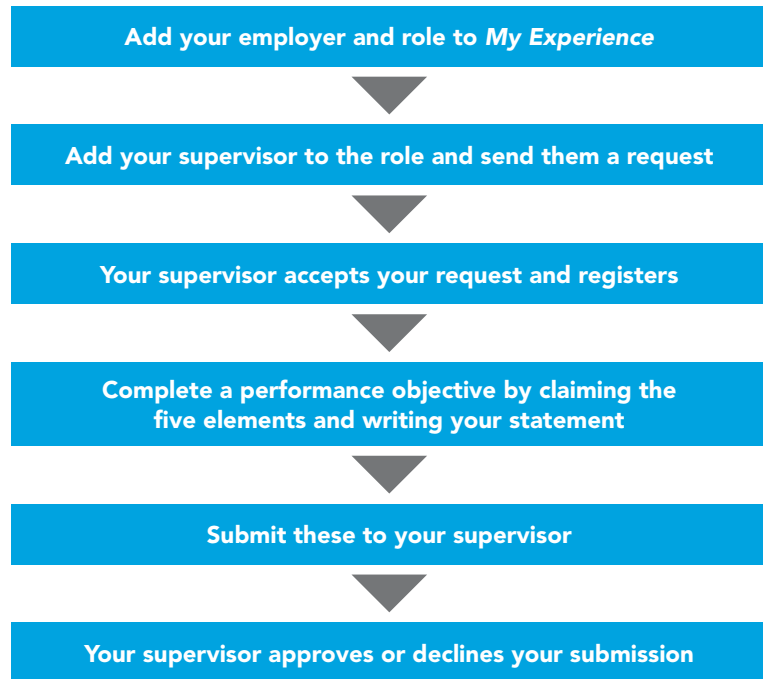 Add your employer and role to My Experience
Add your supervisor to the role and send them a request
Your supervisor accepts your request and registers
Complete a performance objective by claiming the
five elements and writing your statement
Submit these to your supervisor
Your supervisor approves or declines your submission